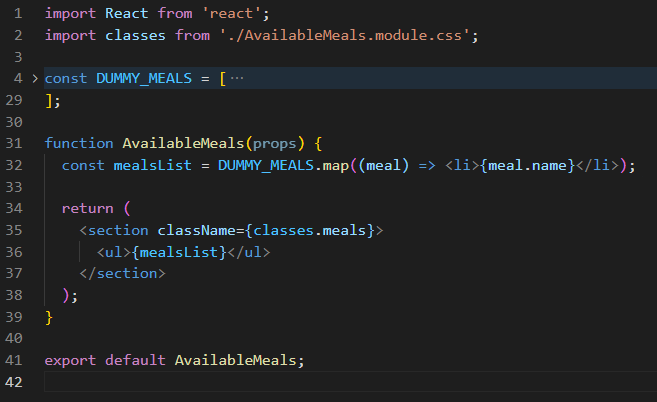 1 import React from 'react';
2 import classes from './AvailableMeals.module.css';
3
4 > const DUMMY_MEALS = [ ···
29 ];
30
31 function AvailableMeals(props) {
32 const mealsList = DUMMY_MEALS.map((meal) => <li>{meal.name}</li>);
33
34 return (
35 <section className={classes.meals}>
36 <ul>{mealsList}</ul>
37 </section>
38 );
39 }
40
41 export default AvailableMeals;
42